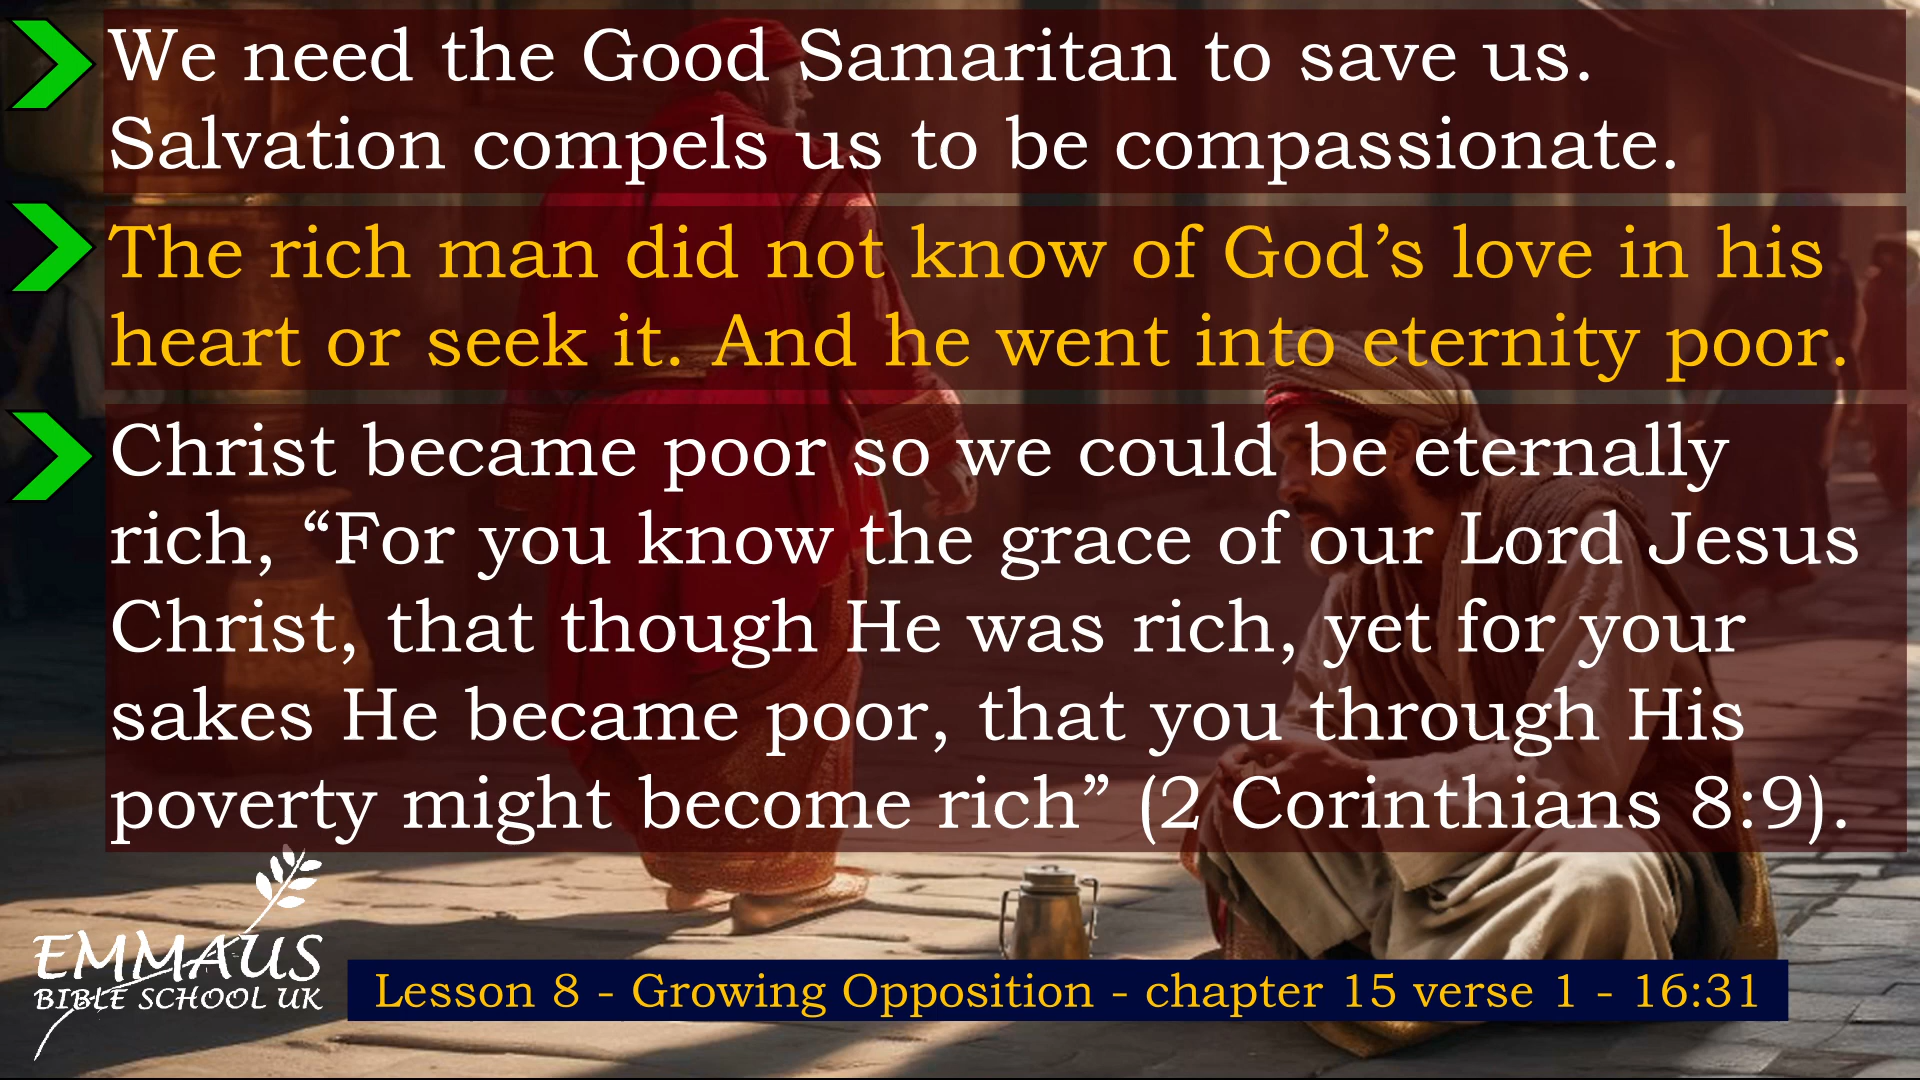 We need the Good Samaritan to save us.
Salvation compels us to be compassionate.
The rich man did not know of God’s love in his
heart or seek it. And he went into eternity poor.
Christ became poor so we could be eternally
rich, “For you know the grace of our Lord Jesus
Christ, that though He was rich, yet for your
sakes He became poor, that you through His
poverty might become rich” (2 Corinthians 8:9).
EMMAUS
BIBLE SCHOOL UK
Lesson 8 - Growing Opposition - chapter 15 verse 1 - 16:31